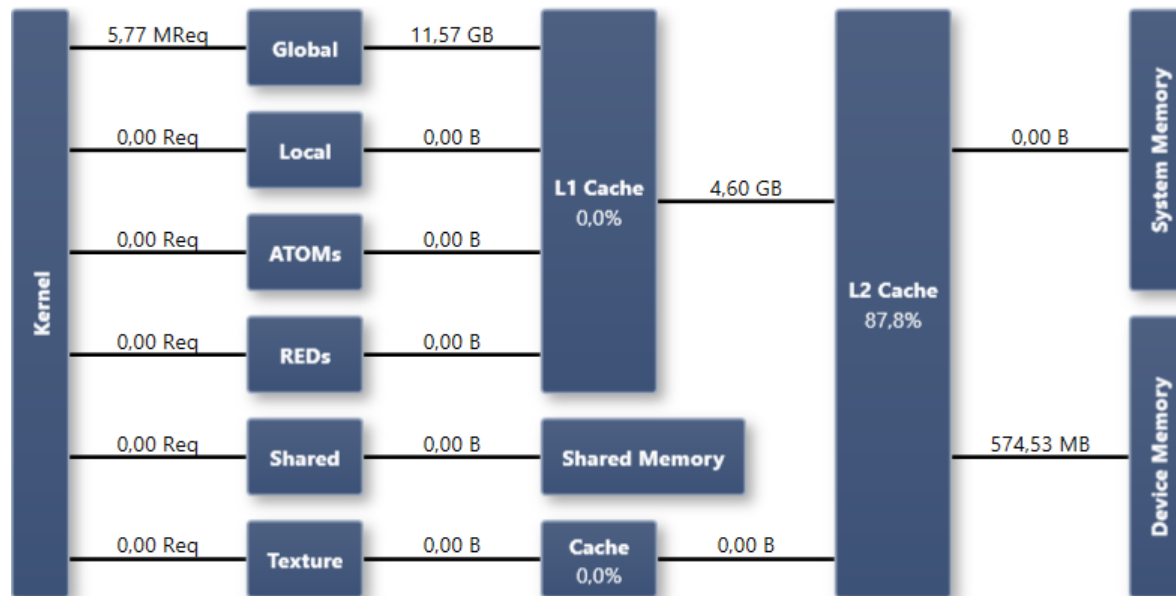 5,77 MReq
Global
11,57 GB
0,00 Req
Local
0,00 B
L1 Cache
0,0%
4,60 GB
0,00 B
System Memory
0,00 Req
ATOMs
0,00 B
Kernel
L2 Cache
87,8%
0,00 Req
REDs
0,00 B
0,00 Req
Shared
0,00 B
Shared Memory
574,53 MB
Device Memory
0,00 Req
Texture
0,00 B
Cache
0,0%
0,00 B